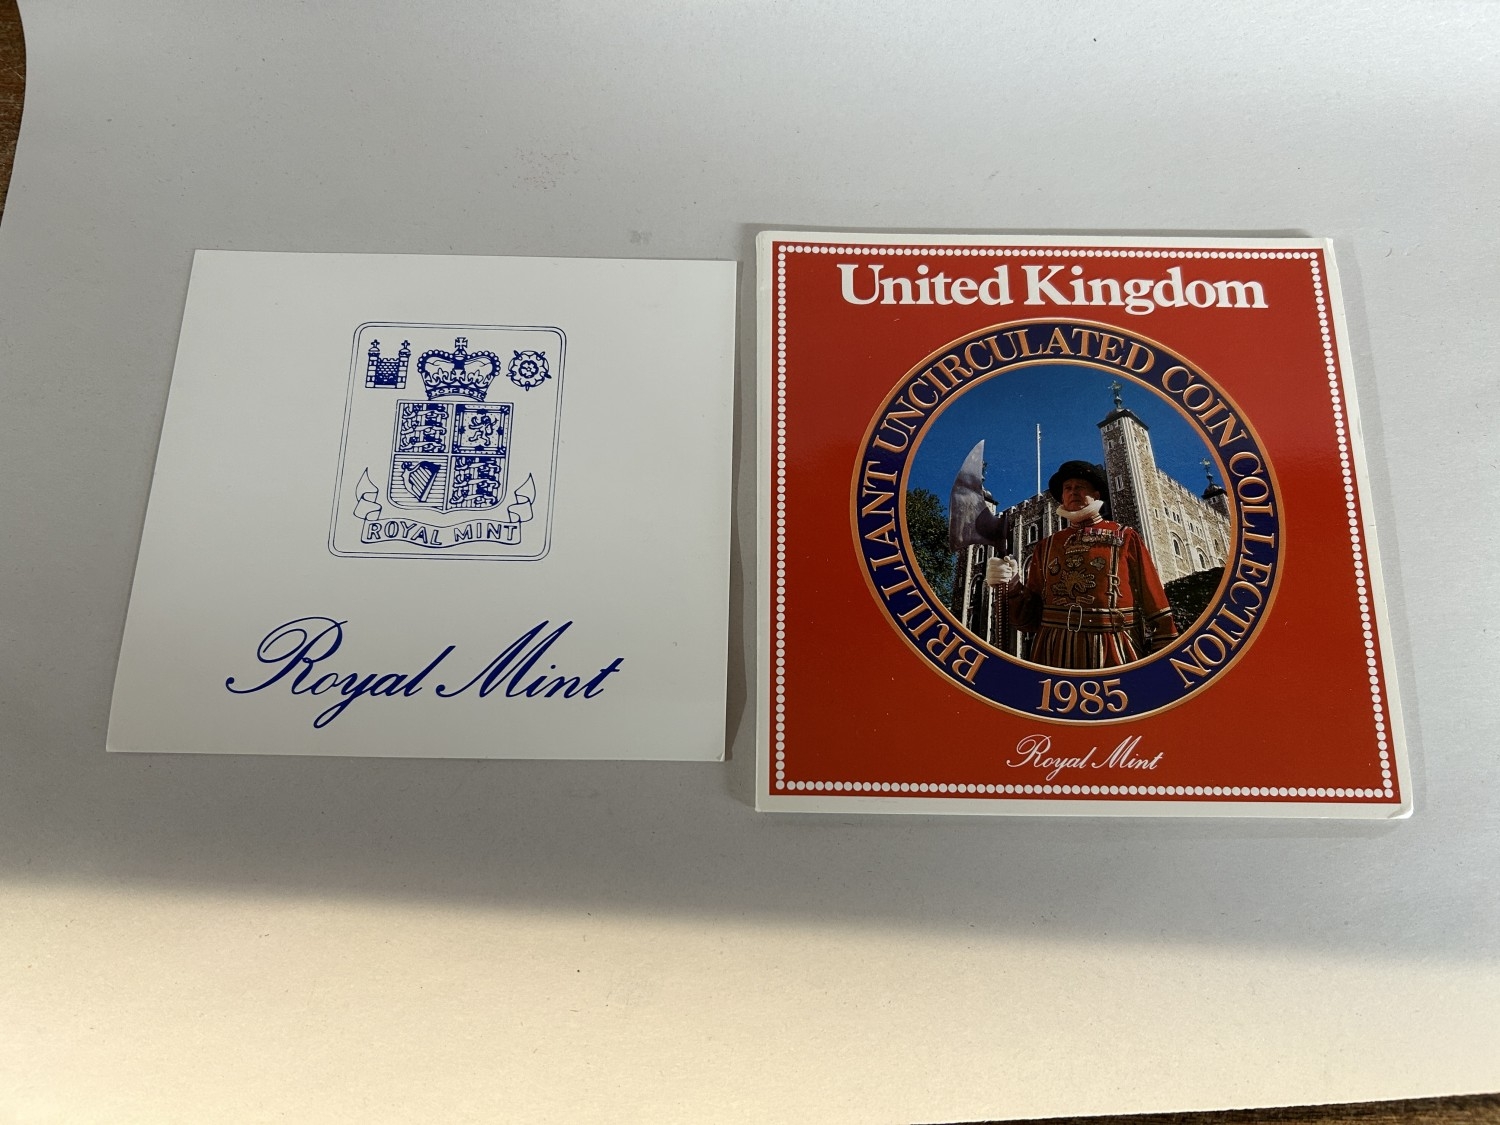 ROYAL MINT
Royal Mint
United Kingdom
BRILLIANT UNCIRCULATED COIN COLLECTION
1985
Royal Mint